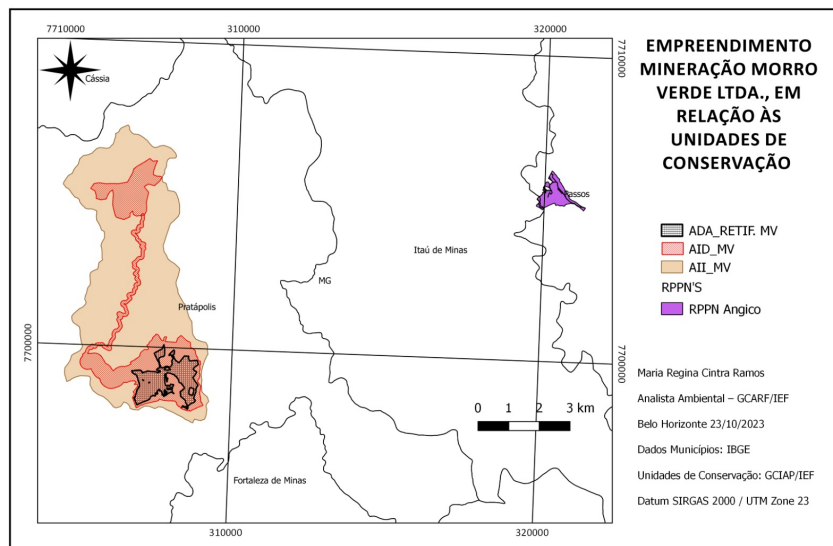 7710000
310000
320000
7710000
Cássia
Passos
Itaú de Minas
MG
Pratápolis
7700000
7700000
0 1 2 3 km
Fortaleza de Minas
310000
320000
EMPREENDIMENTO
MINERAÇÃO MORRO
VERDE LTDA., EM
RELAÇÃO ÀS
UNIDADES DE
CONSERVAÇÃO
ADA_RETIF. MV
AID_MV
AII_MV
RPPN'S
RPPN Angico
Maria Regina Cintra Ramos
Analista Ambiental – GCARF/IEF
Belo Horizonte 23/10/2023
Dados Municípios: IBGE
Unidades de Conservação: GCIAP/IEF
Datum SIRGAS 2000 / UTM Zone 23